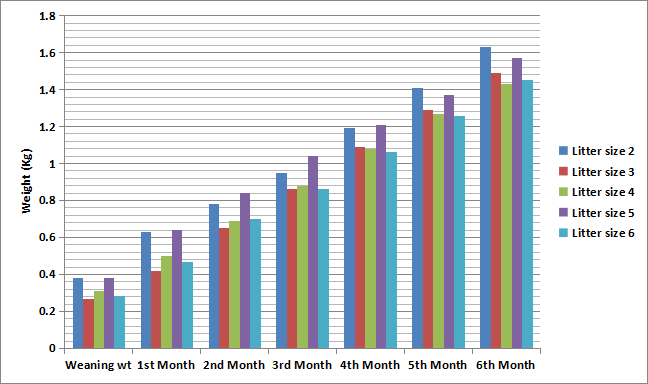 1.8
1.6
1.4
1.2
1
0.8
0.6
0.4
0.2
0
Weight (Kg)
Weaning wt 1st Month 2nd Month 3rd Month 4th Month 5th Month 6th Month
Litter size 2
Litter size 3
Litter size 4
Litter size 5
Litter size 6